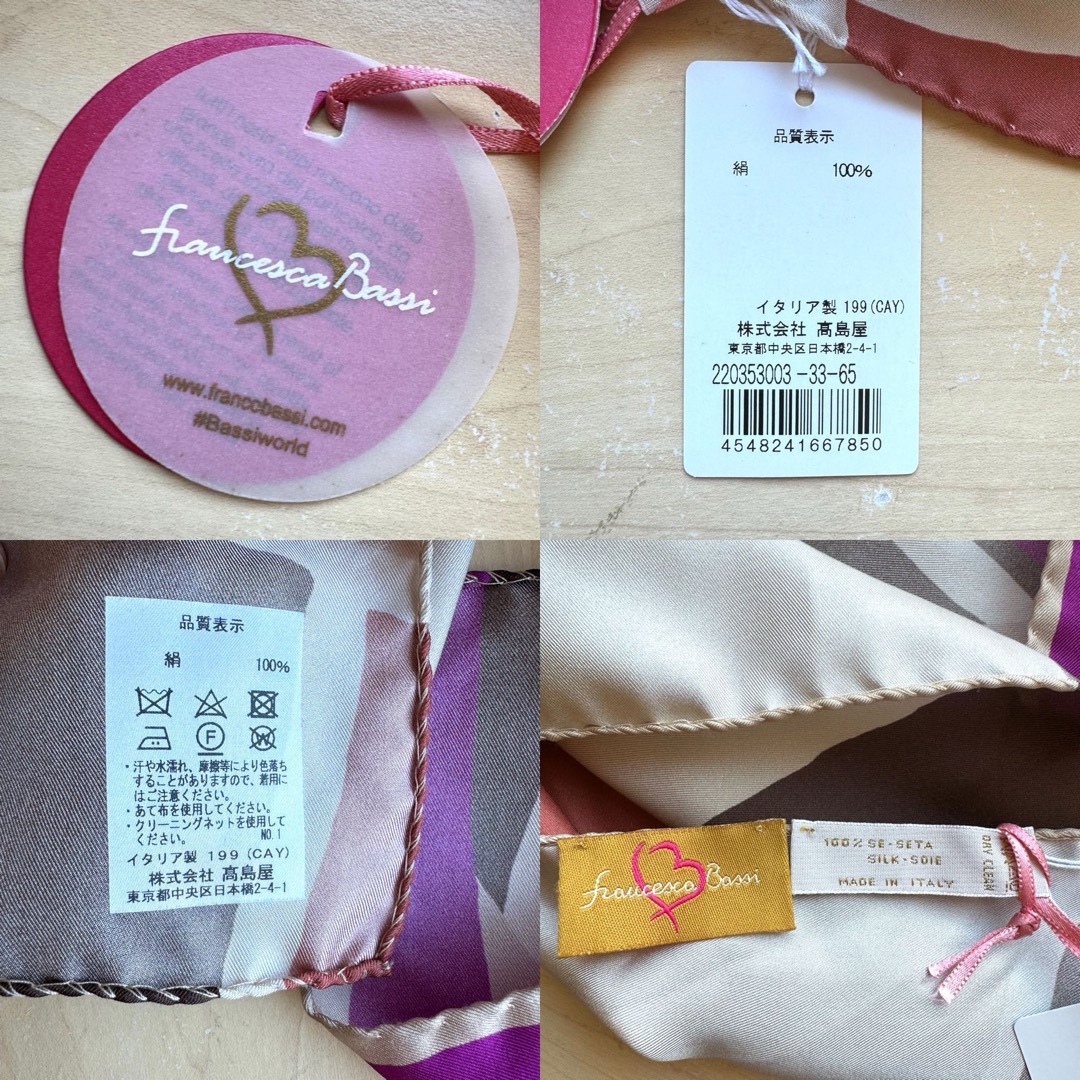 francesca Bassi
www.francobassi.com
#Bassiworld
品質表示
絹 100%
イタリア製 199(CAY)
株式会社 髙島屋
東京都中央区日本橋2-4-1
220353003-33-65
4548241667850
品質表示
絹 100%
F
W
・汗や水濡れ、摩擦等により色落ち
することがありますので、着用に
はご注意ください。
・あて布を使用してください。
・クリーニングネットを使用して
ください。 NO.1
イタリア製 199(CAY)
株式会社 髙島屋
東京都中央区日本橋2-4-1
francesca Bassi
100% SE-SETA
SILK-SOIE
MADE IN ITALY
DRY CLEAN